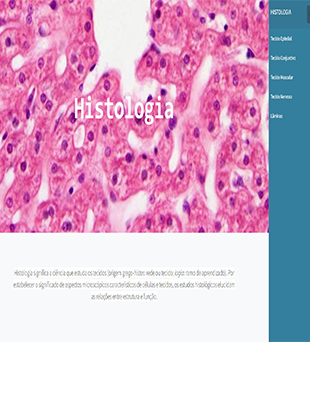 HISTOLOGIA
Tecido Epitelial
Tecido Conjuntivo
Tecido Muscular
Tecido Nervoso
Lâminas
Histologia
Histologia significa a ciência que estuda os tecidos (origem grega histos: rede ou tecido, logos: ramo de aprendizado). Por
estabelecer o significado de aspectos microscópicos característicos de células e tecidos, os estudos histológicos elucidam
as relações entre estrutura e função.